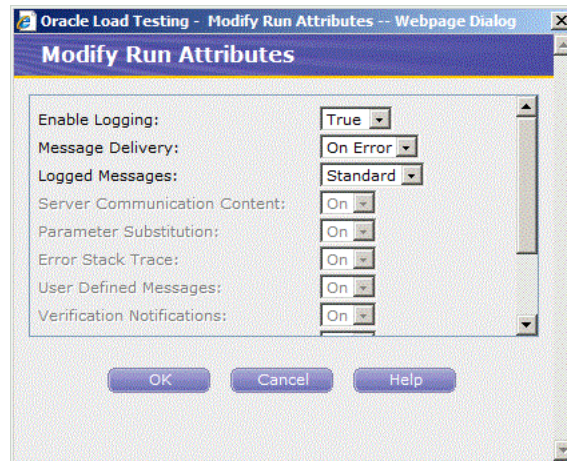 Oracle Load Testing - Modify Run Attributes -- Webpage Dialog
Modify Run Attributes
Enable Logging: True
Message Delivery: On Error
Logged Messages: Standard
Server Communication Content: On
Parameter Substitution: On
Error Stack Trace: On
User Defined Messages: On
Verification Notifications: On
OK Cancel Help